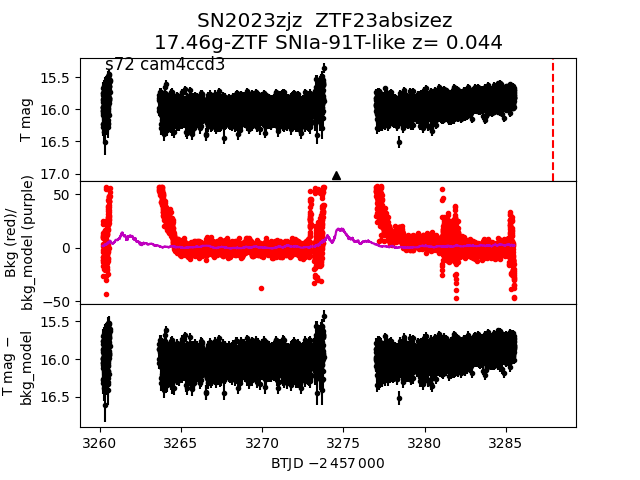 SN2023zjz  ZTF23absizez
17.46g-ZTF SNIa-91T-like z= 0.044
s72 cam4ccd3
15.5
16.0
16.5
17.0
T mag
50
0
−50
Bkg (red)/
bkg_model (purple)
15.5
16.0
16.5
T mag −
bkg_model
3260 3265 3270 3275 3280 3285
BTJD −2 457 000